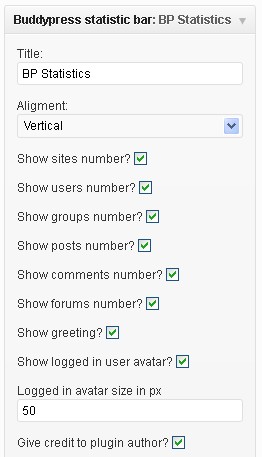 Buddypress statistic bar: BP Statistics
Title:
BP Statistics
Aligment:
Vertical
Show sites number?
Show users number?
Show groups number?
Show posts number?
Show comments number?
Show forums number?
Show greeting?
Show logged in user avatar?
Logged in avatar size in px
50
Give credit to plugin author?